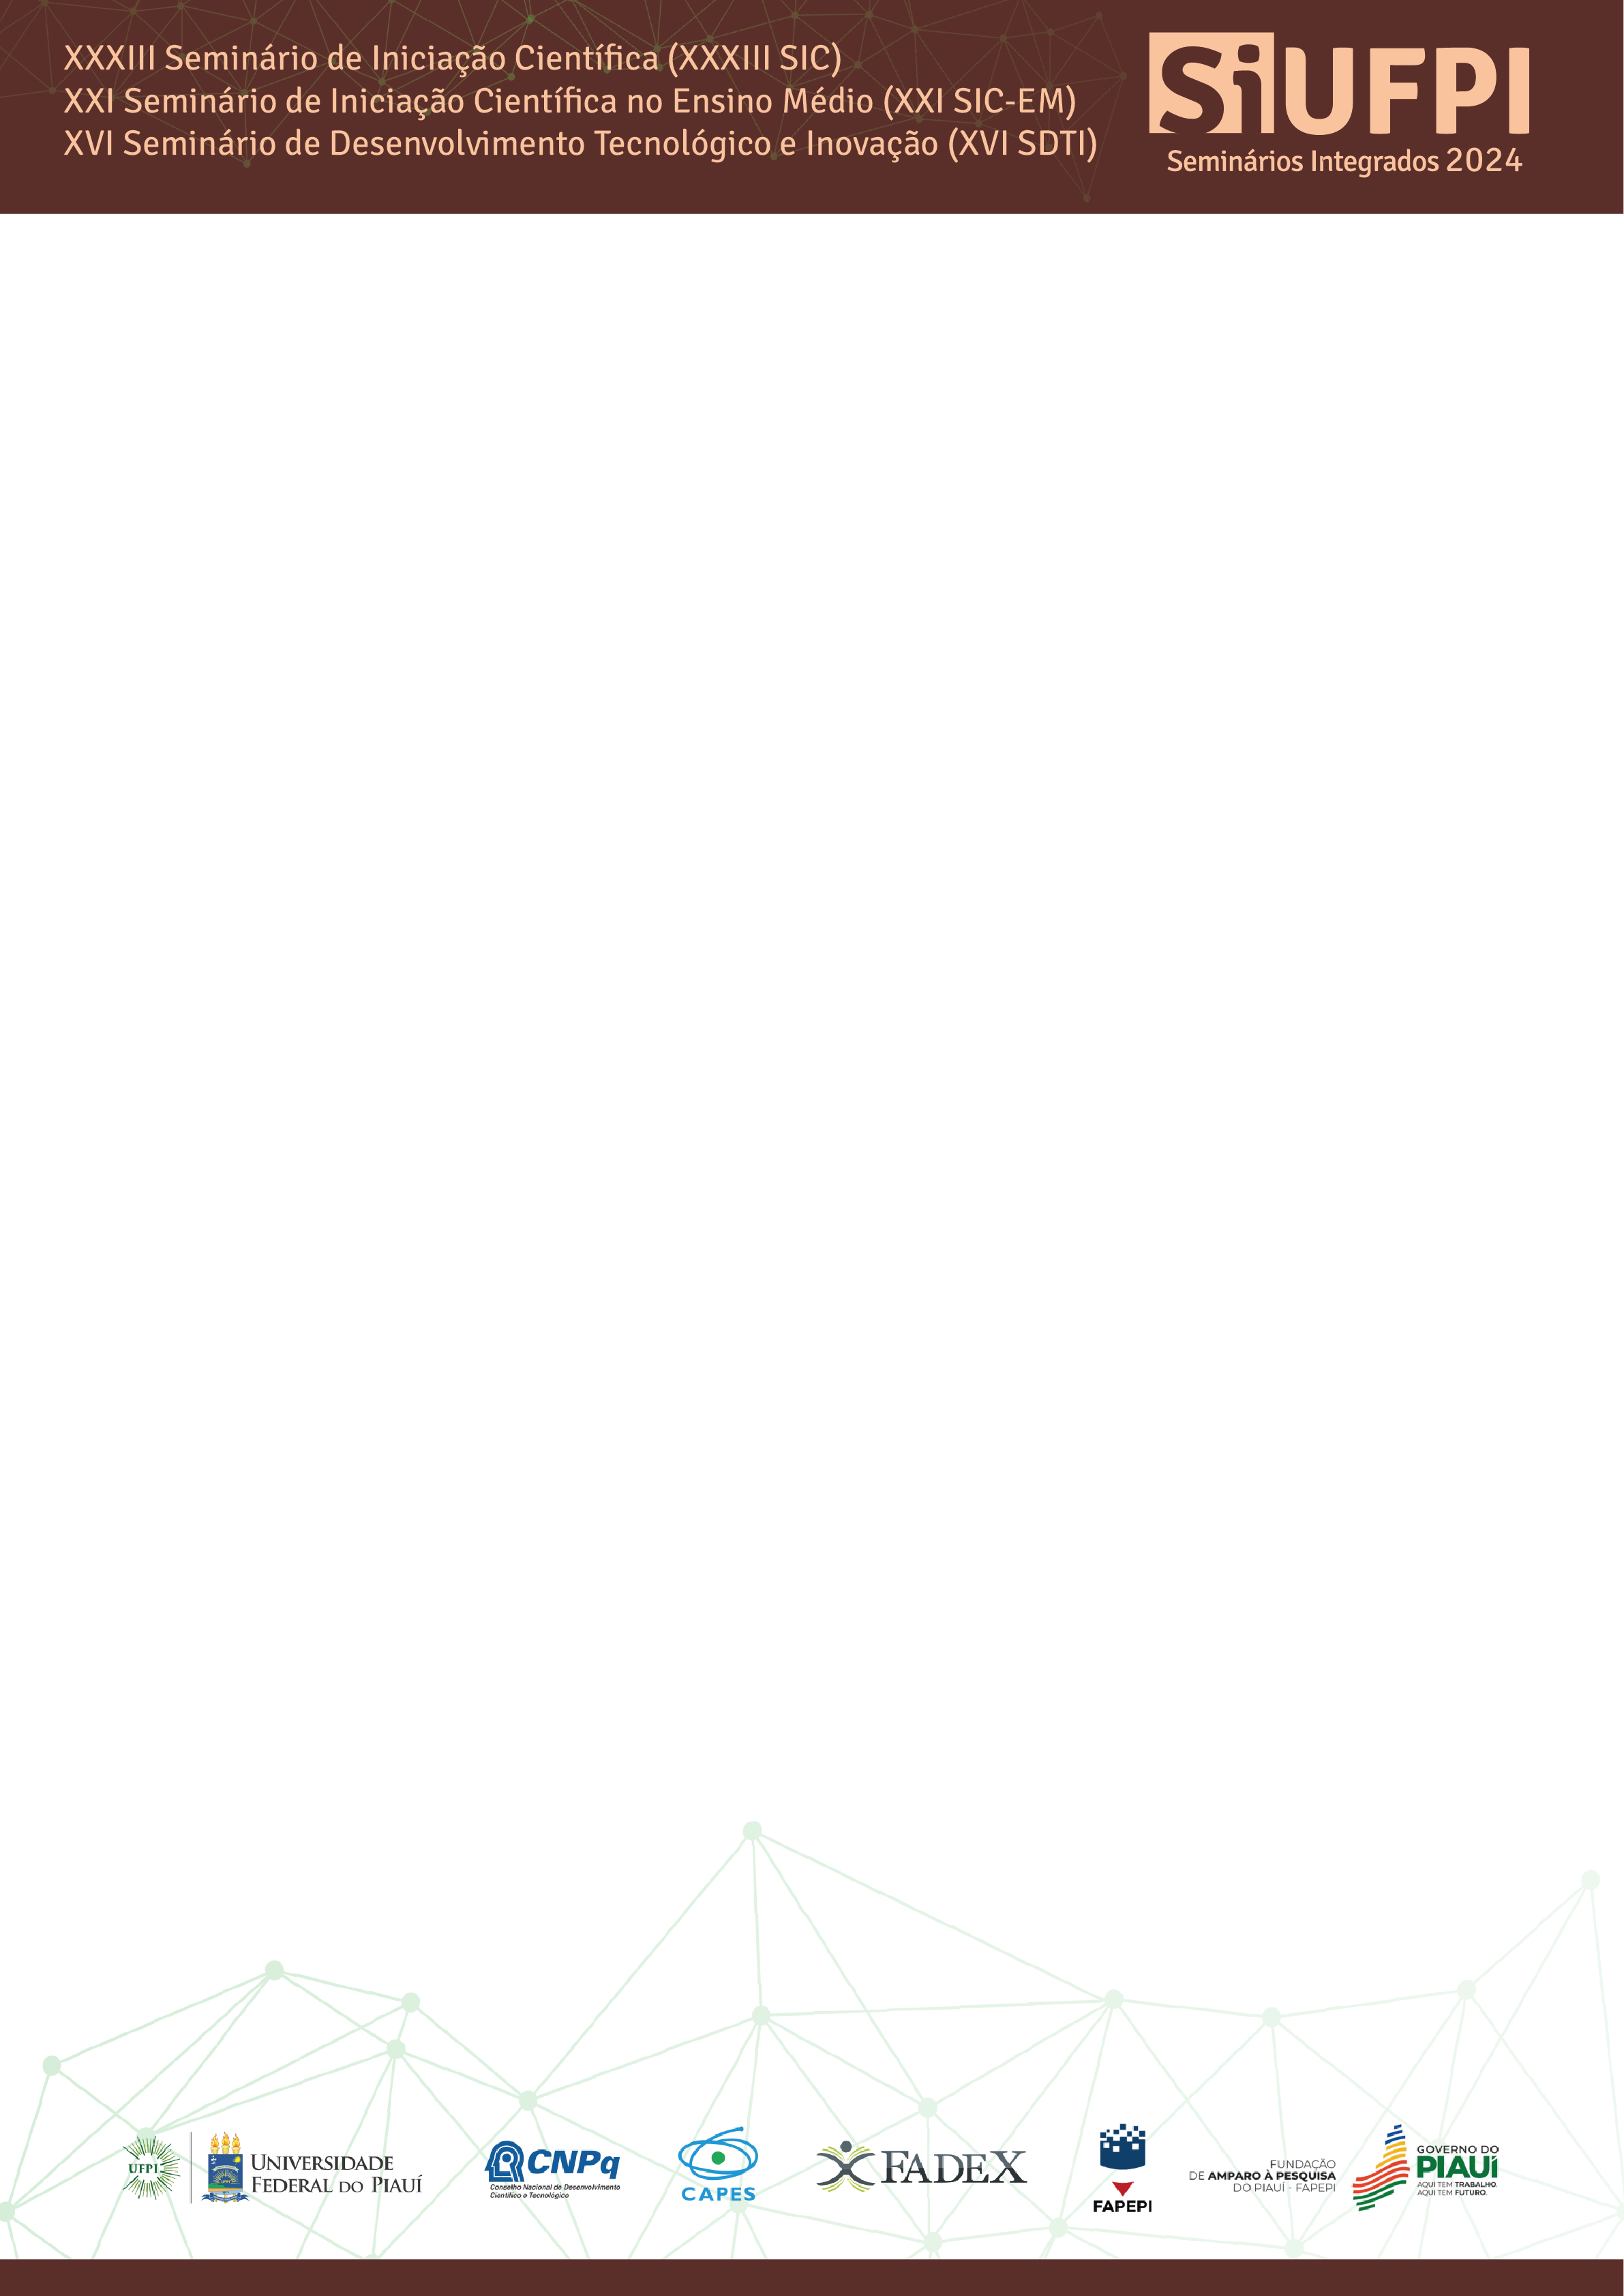 XXXIII Seminário de Iniciação Científica (XXXIII SIC)
XXI Seminário de Iniciação Científica no Ensino Médio (XXI SIC-EM)
XVI Seminário de Desenvolvimento Tecnológico e Inovação (XVI SDTI)
SiUFPI
Seminários Integrados 2024
UFPI
UNIVERSIDADE
FEDERAL DO PIAUÍ
CNPq
Conselho Nacional de Desenvolvimento
Científico e Tecnológico
CAPES
FADEX
FAPEPI
FUNDAÇÃO
DE AMPARO À PESQUISA
DO PIAUÍ - FAPEPI
GOVERNO DO
PIAUÍ
AQUI TEM TRABALHO.
AQUI TEM FUTURO.